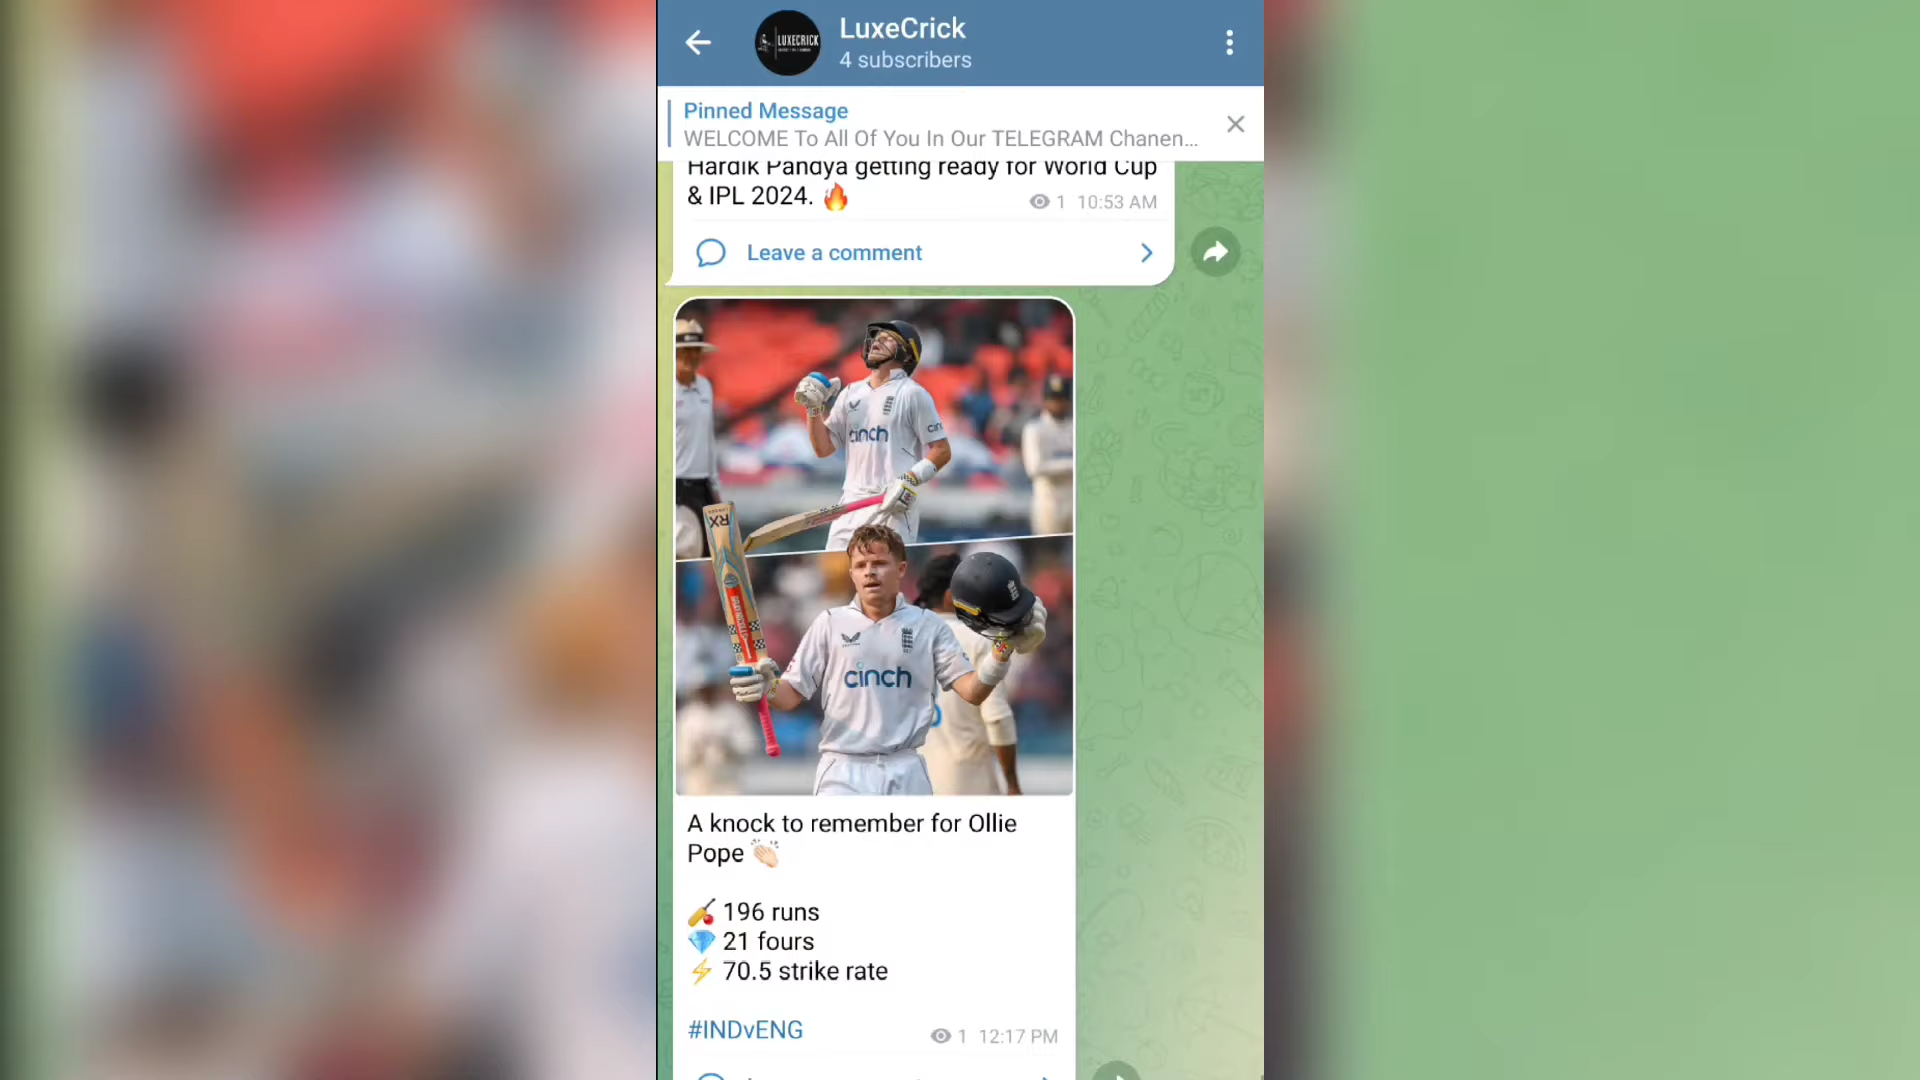 LUXECRICK
LuxeCrick
4 subscribers
Pinned Message
WELCOME To All Of You In Our TELEGRAM Chanen...
Hardik Pandya getting ready for World Cup
& IPL 2024. 🔥
1 10:53 AM
Leave a comment
cinch
RX
cinch
A knock to remember for Ollie
Pope 👏🏻
🏏 196 runs
💎 21 fours
⚡ 70.5 strike rate
#INDvENG
1 12:17 PM